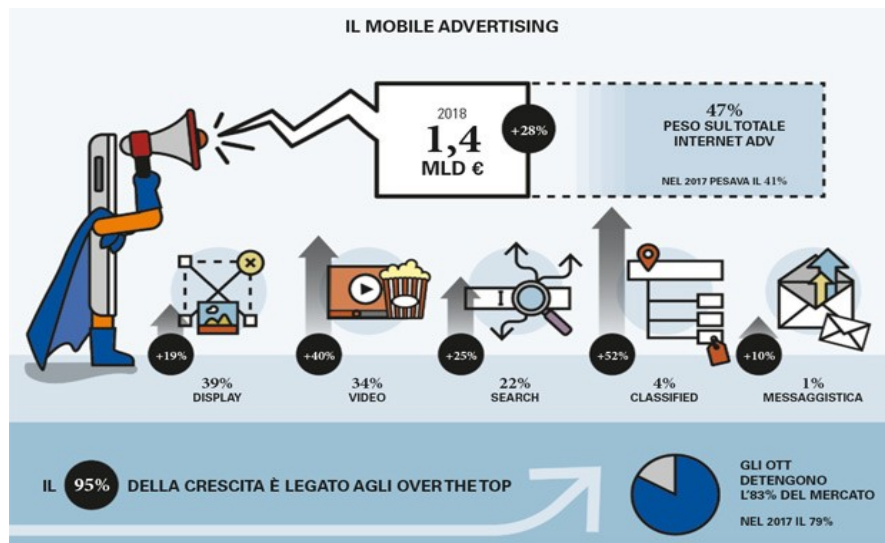 IL MOBILE ADVERTISING
2018
1,4
MLD €
+28%
47%
PESO SUL TOTALE
INTERNET ADV
NEL 2017 PESAVA IL 41%
+19%
+40%
+25%
+52%
+10%
39%
DISPLAY
34%
VIDEO
22%
SEARCH
4%
CLASSIFIED
1%
MESSAGGISTICA
IL 95% DELLA CRESCITA È LEGATO AGLI OVER THE TOP
GLI OTT
DETENGONO
L'83% DEL MERCATO
NEL 2017 IL 79%